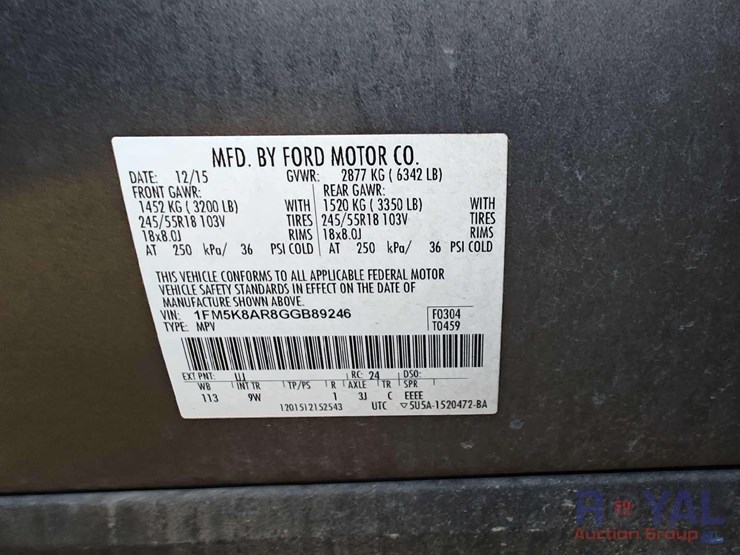 MFD. BY FORD MOTOR CO.
DATE: 12/15 GVWR: 2877 KG ( 6342 LB)
FRONT GAWR: REAR GAWR:
1452 KG ( 3200 LB) WITH 1520 KG ( 3350 LB) WITH
245/55R18 103V TIRES 245/55R18 103V TIRES
18x8.0J RIMS 18x8.0J RIMS
AT 250 kPa/ 36 PSI COLD AT 250 kPa/ 36 PSI COLD
THIS VEHICLE CONFORMS TO ALL APPLICABLE FEDERAL MOTOR
VEHICLE SAFETY STANDARDS IN EFFECT ON THE DATE OF
MANUFACTURE SHOWN ABOVE.
VIN: 1FM5K8AR8GGB89246 F0304
TYPE: MPV T0459
EXT PNT: UJ RC: 24 DSO:
WB INT TR TP/PS R AXLE TR SPR
113 9W 1 3J C EEEE
1201512152543 UTC ▽5U5A-1520472-BA
ROYAL
Auction Group